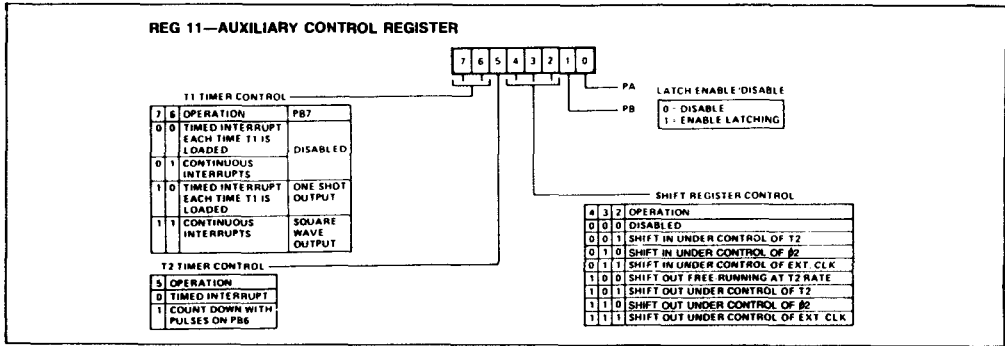 REG 11—AUXILIARY CONTROL REGISTER
7 6 5 4 3 2 1 0
PA LATCH ENABLE/DISABLE
PB
0 - DISABLE
1 - ENABLE LATCHING
T1 TIMER CONTROL
7 6 OPERATION PB7
0 0 TIMED INTERRUPT
EACH TIME T1 IS
LOADED
DISABLED
0 1 CONTINUOUS
INTERRUPTS
1 0 TIMED INTERRUPT ONE SHOT
EACH TIME T1 IS OUTPUT
LOADED
1 1 CONTINUOUS SQUARE
INTERRUPTS WAVE
OUTPUT
T2 TIMER CONTROL
5 OPERATION
0 TIMED INTERRUPT
1 COUNT DOWN WITH
PULSES ON PB6
SHIFT REGISTER CONTROL
4 3 2 OPERATION
0 0 0 DISABLED
0 0 1 SHIFT IN UNDER CONTROL OF T2
0 1 0 SHIFT IN UNDER CONTROL OF ϕ2
0 1 1 SHIFT IN UNDER CONTROL OF EXT. CLK
1 0 0 SHIFT OUT FREE-RUNNING AT T2 RATE
1 0 1 SHIFT OUT UNDER CONTROL OF T2
1 1 0 SHIFT OUT UNDER CONTROL OF ϕ2
1 1 1 SHIFT OUT UNDER CONTROL OF EXT CLK